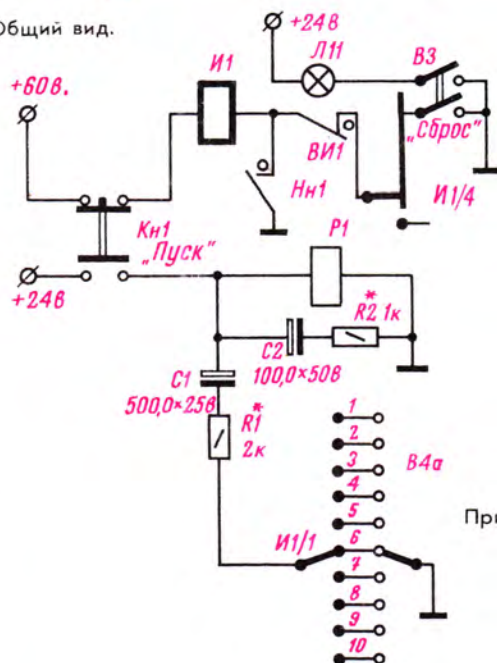 Общий вид.
+24В
Л11
В3
+60В.
И1
„Сброс"
ВИ1
Нн1
И1/4
Кн1
„Пуск"
Р1
+24В
* R2 1к
С2
100,0×50В
С1
500,0×25В
* R1
2к
1
2
3
В4а
4
5
При
И1/1
6
7
8
9
10